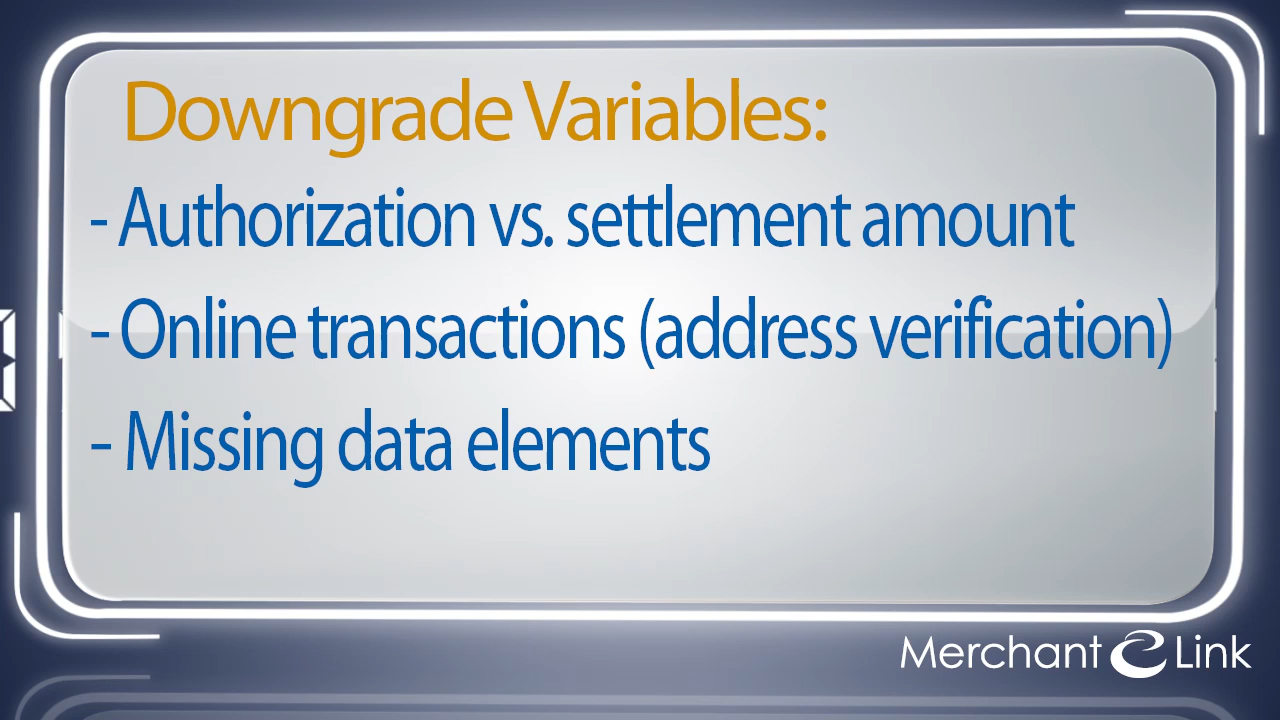 Downgrade Variables:
- Authorization vs. settlement amount
- Online transactions (address verification)
- Missing data elements
Merchant Link